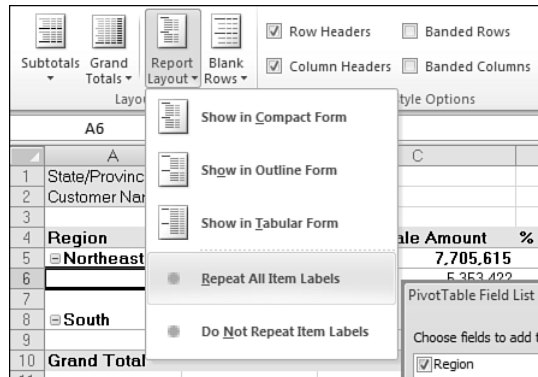 Subtotals Grand Totals Report Layout Blank Rows
Row Headers Banded Rows
Column Headers Banded Columns
Layo tyle Options
A6
Show in Compact Form
Show in Outline Form
Show in Tabular Form
Repeat All Item Labels
Do Not Repeat Item Labels
A C
1 State/Provinc
2 Customer Nar
3
4 Region ale Amount %
5 Northeast 7,705,615
6 5,353,422
7
8 South
9
10 Grand Total
PivotTable Field List
Choose fields to add t
Region